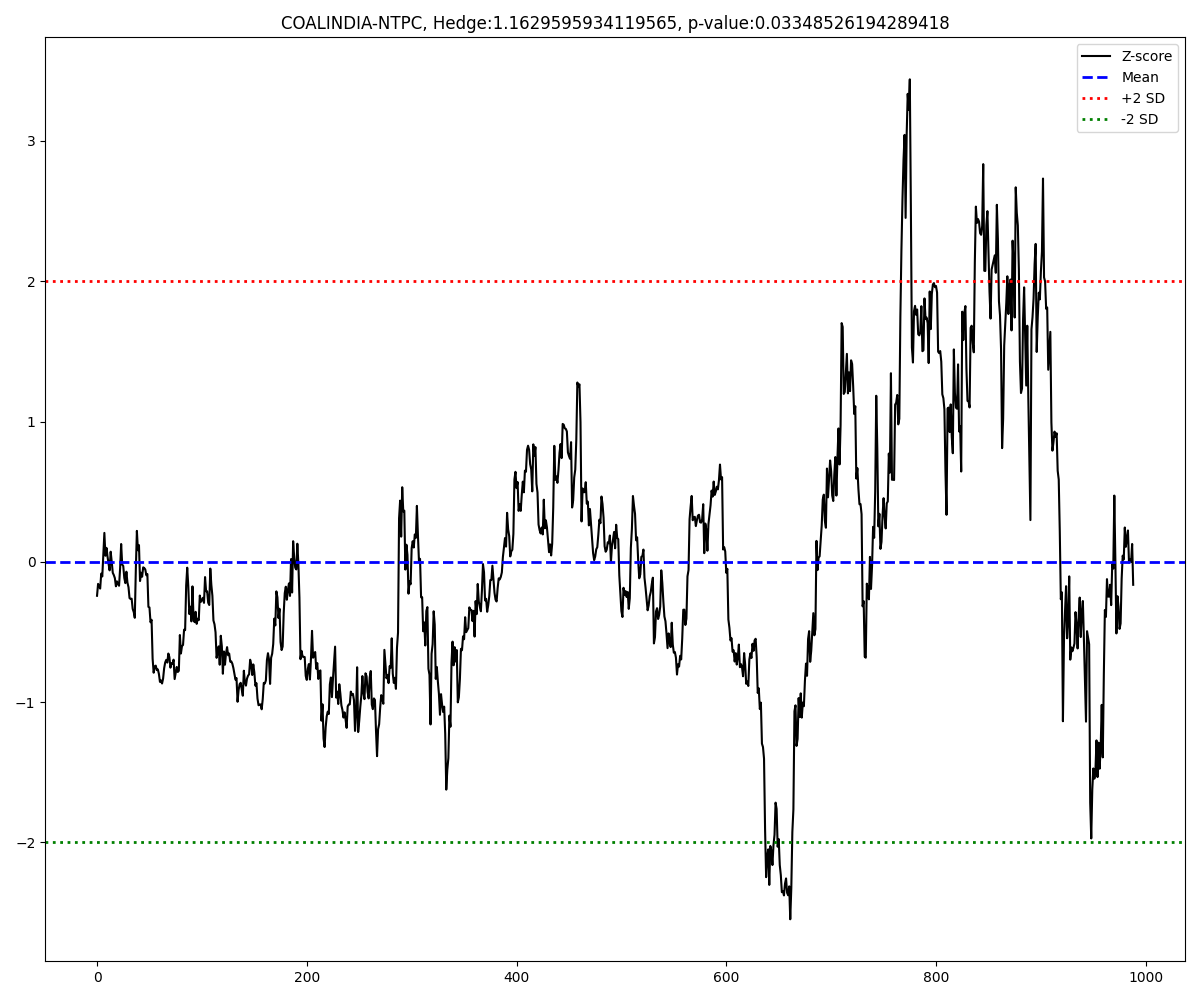 COALINDIA-NTPC, Hedge:1.1629595934119565, p-value:0.03348526194289418
Z-score
Mean
+2 SD
-2 SD
3
2
1
0
−1
−2
0 200 400 600 800 1000